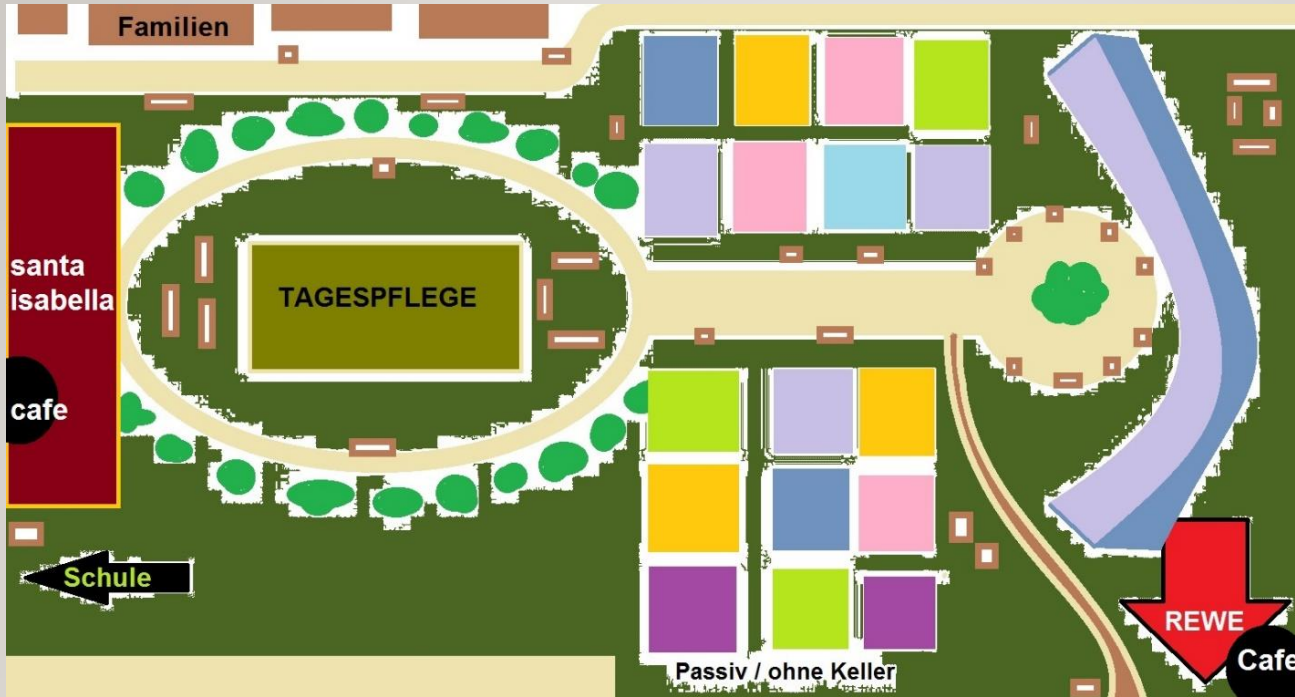 Familien
santa
isabella
TAGESPFLEGE
cafe
Schule
REWE
Cafe
Passiv / ohne Keller